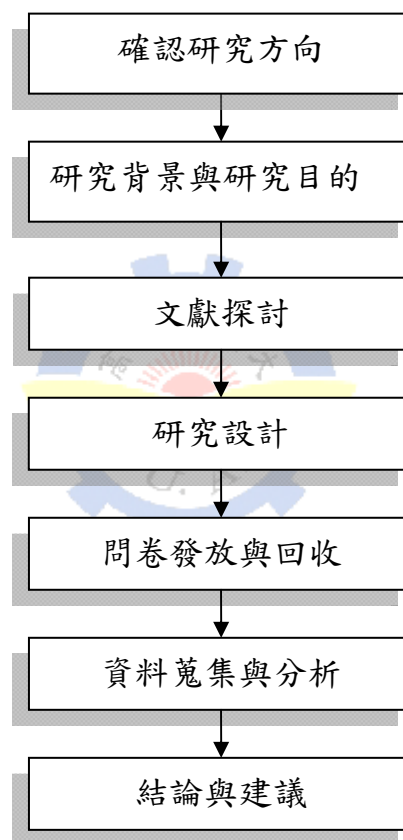 確認研究方向
研究背景與研究目的
文獻探討
研究設計
問卷發放與回收
資料蒐集與分析
結論與建議